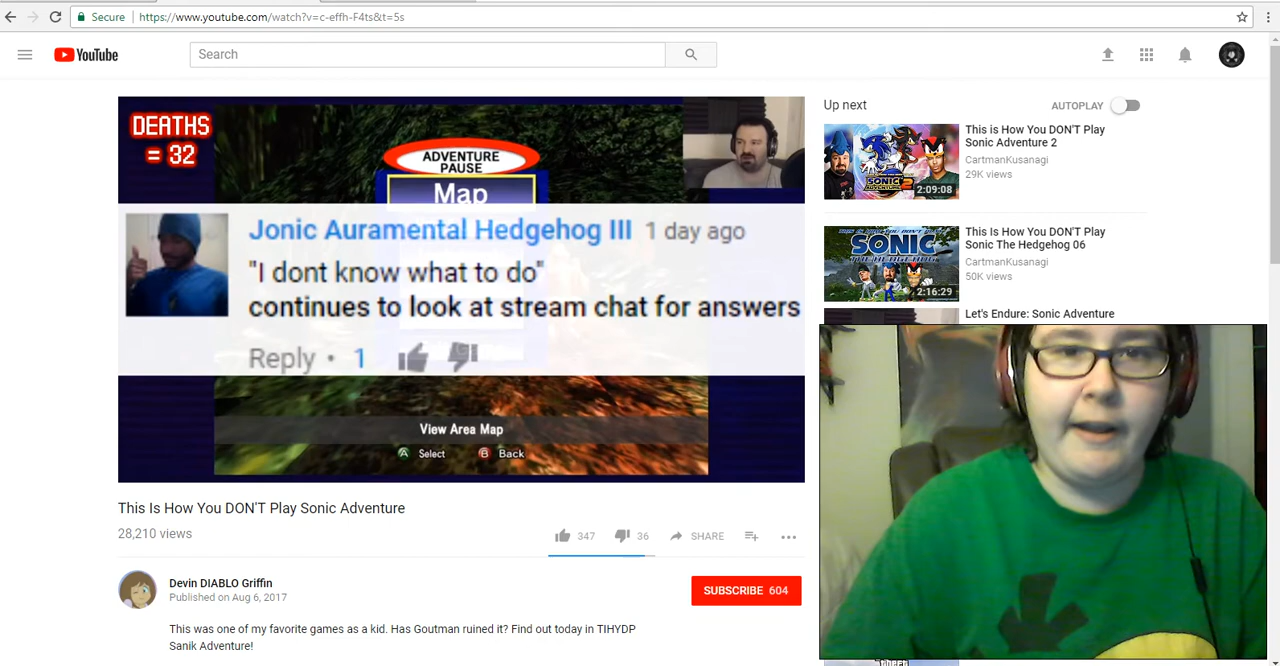 Secure https://www.youtube.com/watch?v=c-effh-F4ts&t=5s
YouTube
Search
DEATHS
= 32
ADVENTURE
PAUSE
Map
Jonic Auramental Hedgehog III 1 day ago
"I dont know what to do"
continues to look at stream chat for answers
Reply • 1
View Area Map
A Select B Back
This Is How You DON'T Play Sonic Adventure
28,210 views
347 36 SHARE
Devin DIABLO Griffin
Published on Aug 6, 2017
SUBSCRIBE 604
This was one of my favorite games as a kid. Has Goutman ruined it? Find out today in TIHYDP
Sanik Adventure!
Up next
AUTOPLAY
This is How You DON'T Play
Sonic Adventure 2
CartmanKusanagi
29K views
SONIC
ADVENTURE 2
2:09:08
This is How You DON'T Play
Sonic The Hedgehog 06
CartmanKusanagi
50K views
SONIC
2:16:29
Let's Endure: Sonic Adventure